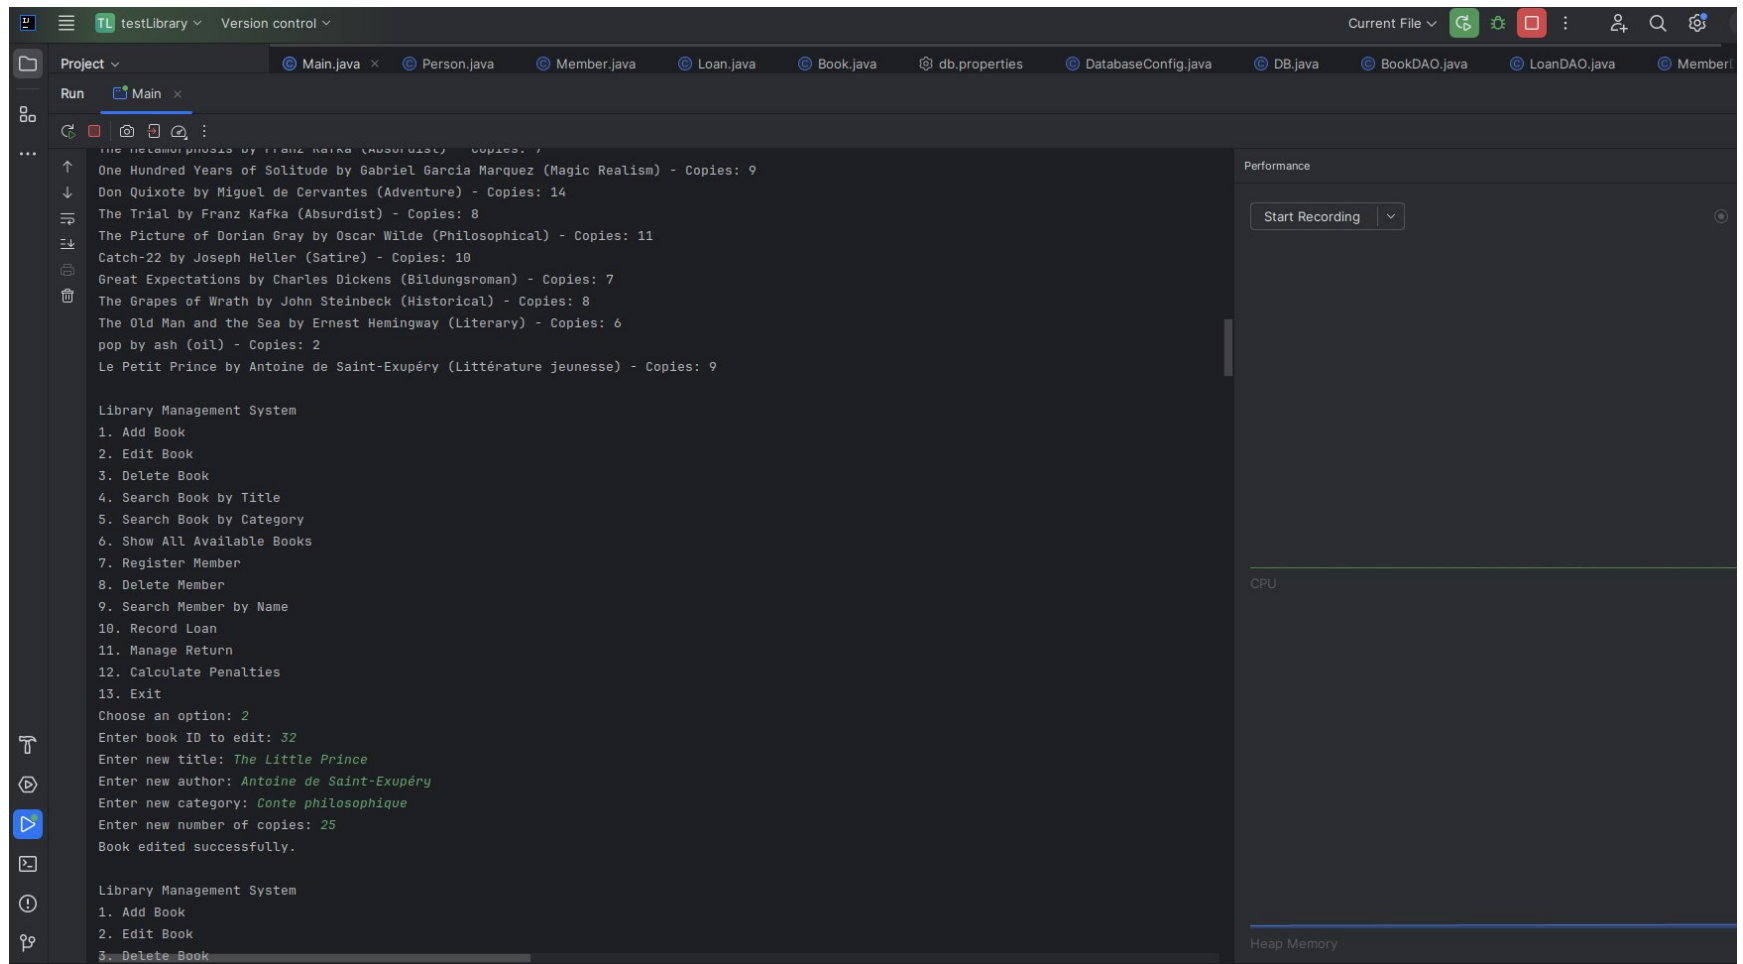 TL testLibrary Version control Current File
Project Main.java Person.java Member.java Loan.java Book.java db.properties DatabaseConfig.java DB.java BookDAO.java LoanDAO.java
Run Main
The Metamorphosis by Franz Kafka (Absurdist) - Copies: 7
One Hundred Years of Solitude by Gabriel Garcia Marquez (Magic Realism) - Copies: 9
Don Quixote by Miguel de Cervantes (Adventure) - Copies: 14
The Trial by Franz Kafka (Absurdist) - Copies: 8
The Picture of Dorian Gray by Oscar Wilde (Philosophical) - Copies: 11
Catch-22 by Joseph Heller (Satire) - Copies: 10
Great Expectations by Charles Dickens (Bildungsroman) - Copies: 7
The Grapes of Wrath by John Steinbeck (Historical) - Copies: 8
The Old Man and the Sea by Ernest Hemingway (Literary) - Copies: 6
pop by ash (oil) - Copies: 2
Le Petit Prince by Antoine de Saint-Exupéry (Littérature jeunesse) - Copies: 9
Library Management System
1. Add Book
2. Edit Book
3. Delete Book
4. Search Book by Title
5. Search Book by Category
6. Show All Available Books
7. Register Member
8. Delete Member
9. Search Member by Name
10. Record Loan
11. Manage Return
12. Calculate Penalties
13. Exit
Choose an option: 2
Enter book ID to edit: 32
Enter new title: The Little Prince
Enter new author: Antoine de Saint-Exupéry
Enter new category: Conte philosophique
Enter new number of copies: 25
Book edited successfully.
Library Management System
1. Add Book
2. Edit Book
3. Delete Book
Performance
Start Recording
CPU
Heap Memory